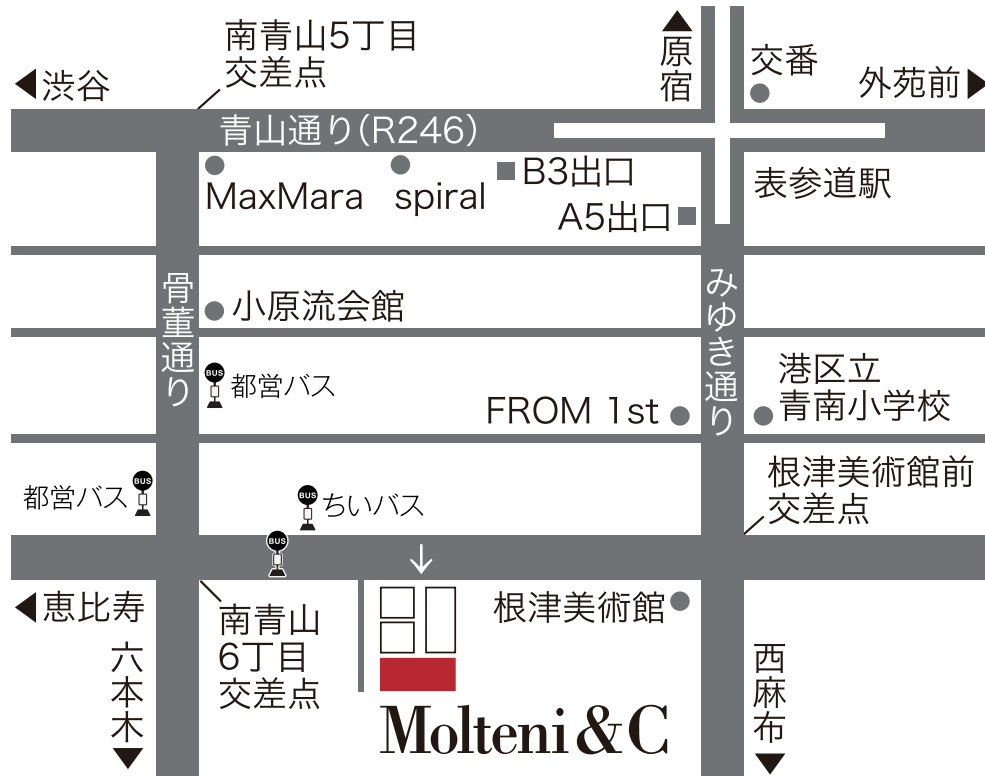 南青山5丁目
交差点
渋谷
原宿
交番
外苑前
青山通り(R246)
MaxMara
spiral
B3出口
A5出口
表参道駅
骨董通り
みゆき通り
小原流会館
BUS
都営バス
港区立
青南小学校
FROM 1st
根津美術館前
交差点
都営バス
BUS
BUS
ちいバス
BUS
恵比寿
南青山
6丁目
交差点
根津美術館
六本木
西麻布
Molteni&C